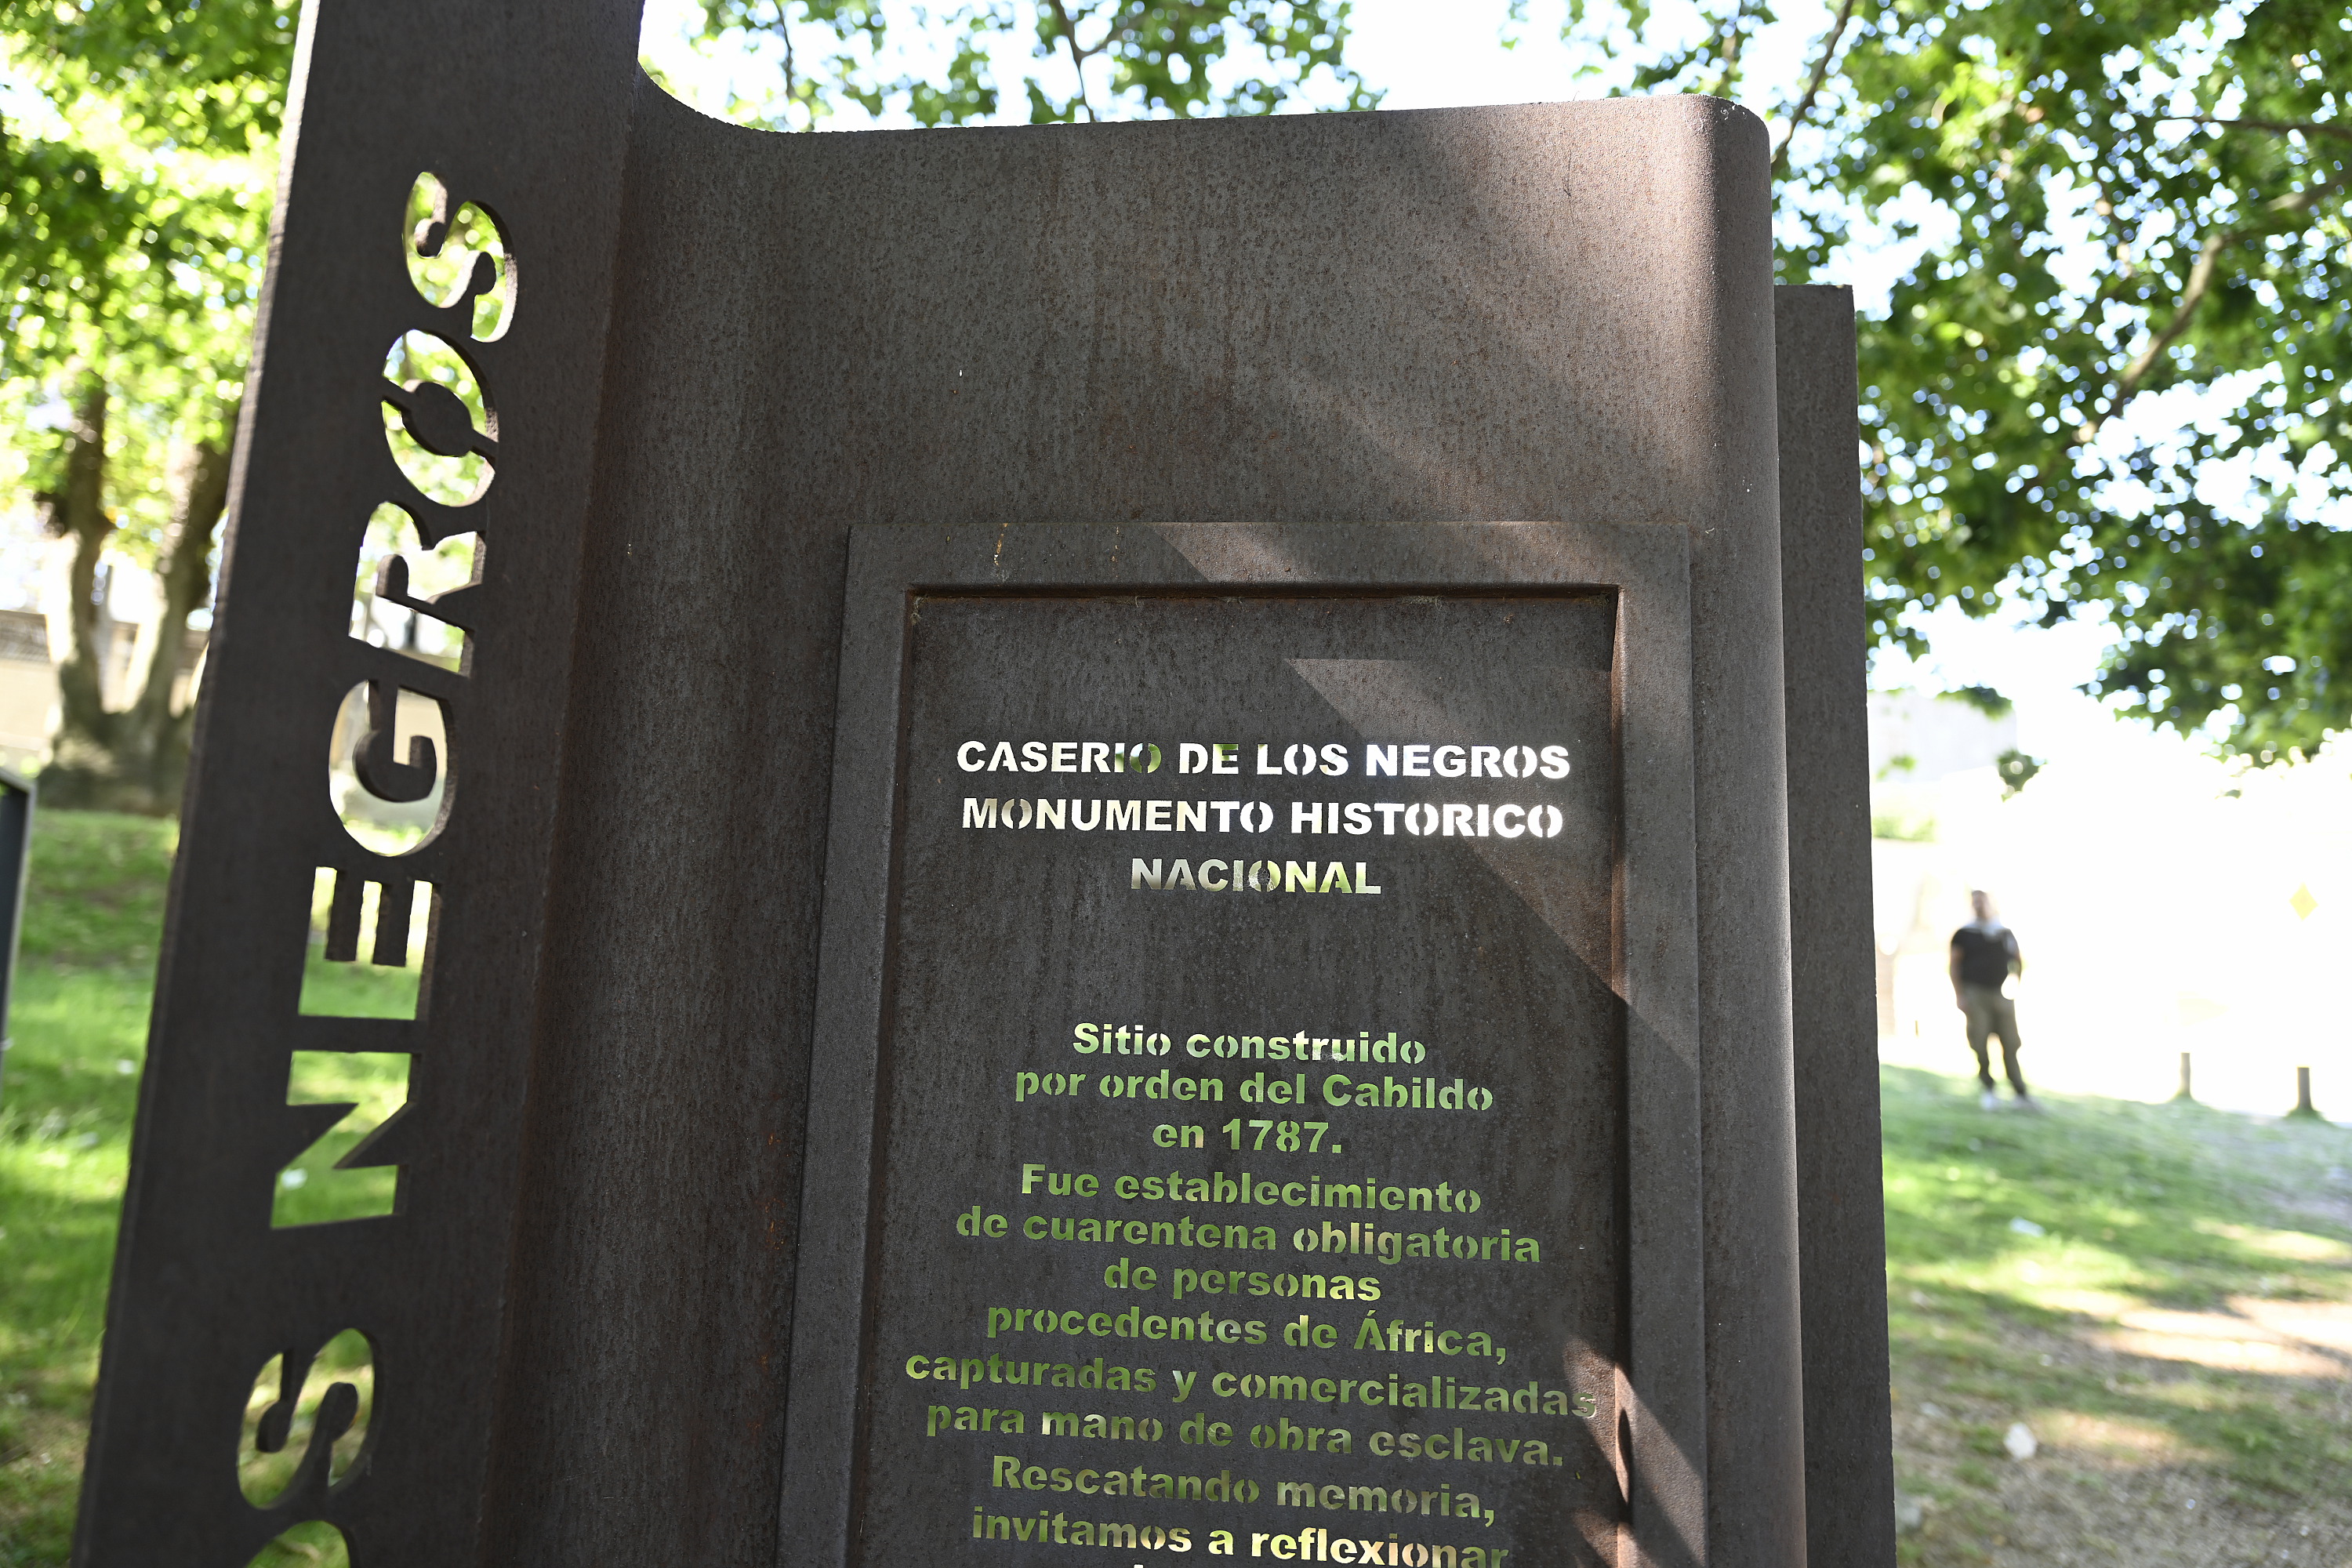 OS NEGROS
CASERIO DE LOS NEGROS
MONUMENTO HISTORICO
NACIONAL
Sitio construido
por orden del Cabildo
en 1787.
Fue establecimiento
de cuarentena obligatoria
de personas
procedentes de África,
capturadas y comercializadas
para mano de obra esclava.
Rescatando memoria,
invitamos a reflexionar